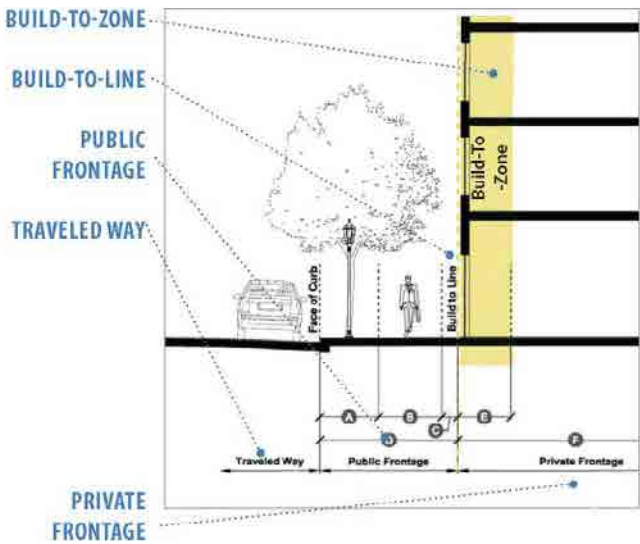 BUILD-TO-ZONE
BUILD-TO-LINE
PUBLIC
FRONTAGE
TRAVELED WAY
PRIVATE
FRONTAGE
Build-To
-Zone
Face of Curb
Build to Line
A
B
C
E
F
Traveled Way
Public Frontage
Private Frontage